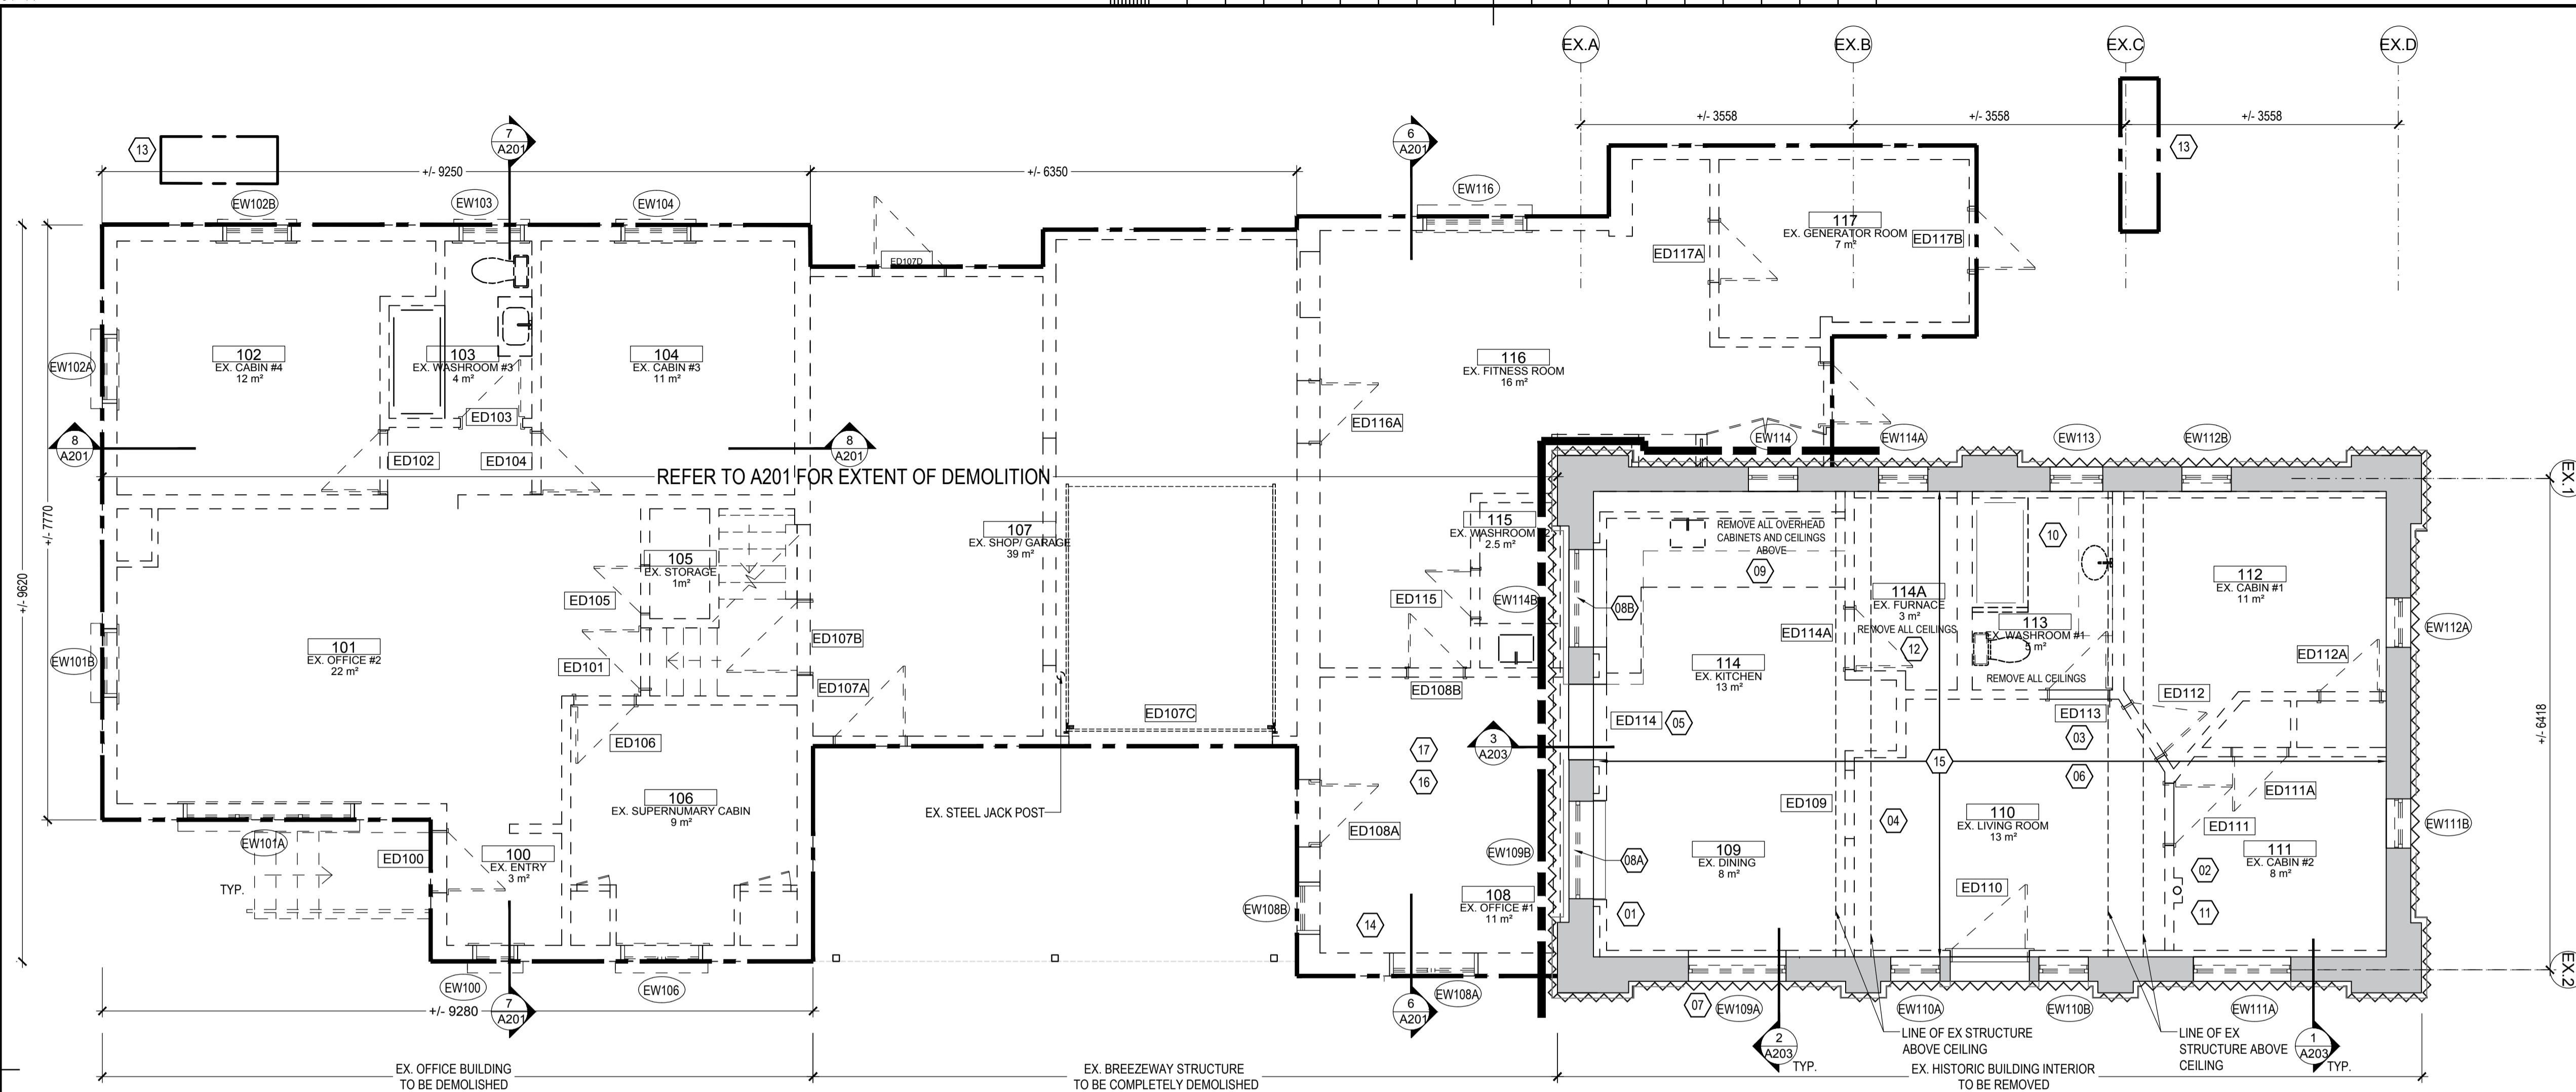 EX.A
EX.B
EX.C
EX.D
+/- 3558
+/- 3558
+/- 3558
13
13
7
A201
6
A201
+/- 9250
+/- 6350
EW102B
EW103
EW104
EW116
ED107D
117
EX. GENERATOR ROOM
7 m²
ED117A
ED117B
102
EX. CABIN #4
12 m²
103
EX. WASHROOM #3
4 m²
104
EX. CABIN #3
11 m²
116
EX. FITNESS ROOM
16 m²
EW102A
ED103
ED116A
8
A201
8
A201
ED102
ED104
EW114
EW114A
EW113
EW112B
REFER TO A201 FOR EXTENT OF DEMOLITION
EX.1
+/- 7770
+/- 9620
107
EX. SHOP/ GARAGE
39 m²
115
EX. WASHROOM #2
2.5 m²
REMOVE ALL OVERHEAD
CABINETS AND CEILINGS
ABOVE
09
10
105
EX. STORAGE
1m²
ED105
ED115
EW114B
08B
114A
EX. FURNACE
3 m²
REMOVE ALL CEILINGS
12
112
EX. CABIN #1
11 m²
113
EX. WASHROOM #1
5 m²
REMOVE ALL CEILINGS
EW112A
ED112A
101
EX. OFFICE #2
22 m²
EW101B
ED101
ED107B
ED107A
ED114A
114
EX. KITCHEN
13 m²
ED108B
ED112
ED113
ED107C
ED114
05
03
ED106
17
16
3
A203
15
06
+/- 6418
106
EX. SUPERNUMARY CABIN
9 m²
EX. STEEL JACK POST
ED108A
ED109
04
110
EX. LIVING ROOM
13 m²
ED111A
ED111
EW111B
EW101A
ED100
100
EX. ENTRY
3 m²
TYP.
EW109B
08A
109
EX. DINING
8 m²
111
EX. CABIN #2
8 m²
02
11
ED110
EW108B
14
108
EX. OFFICE #1
11 m²
01
EX.2
EW100
EW106
EW108A
07
EW109A
EW110A
EW110B
EW111A
7
A201
6
A201
+/- 9280
2
A203
TYP.
LINE OF EX STRUCTURE
ABOVE CEILING
LINE OF EX
STRUCTURE ABOVE
CEILING
1
A203
TYP.
EX. OFFICE BUILDING
TO BE DEMOLISHED
EX. BREEZEWAY STRUCTURE
TO BE COMPLETELY DEMOLISHED
EX. HISTORIC BUILDING INTERIOR
TO BE REMOVED